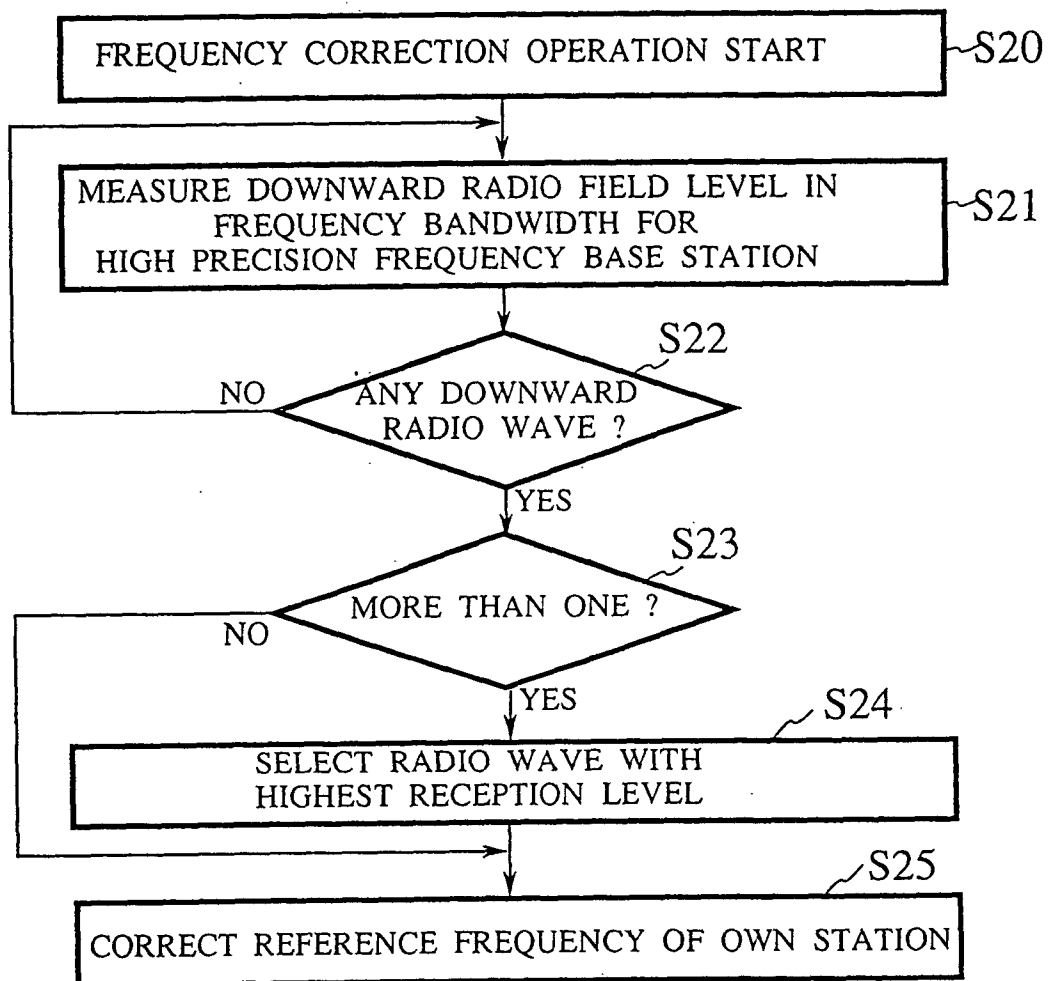 FREQUENCY CORRECTION OPERATION START
S20
MEASURE DOWNWARD RADIO FIELD LEVEL IN
FREQUENCY BANDWIDTH FOR
HIGH PRECISION FREQUENCY BASE STATION
S21
S22
NO
ANY DOWNWARD
RADIO WAVE ?
YES
S23
MORE THAN ONE ?
NO
YES
S24
SELECT RADIO WAVE WITH
HIGHEST RECEPTION LEVEL
S25
CORRECT REFERENCE FREQUENCY OF OWN STATION